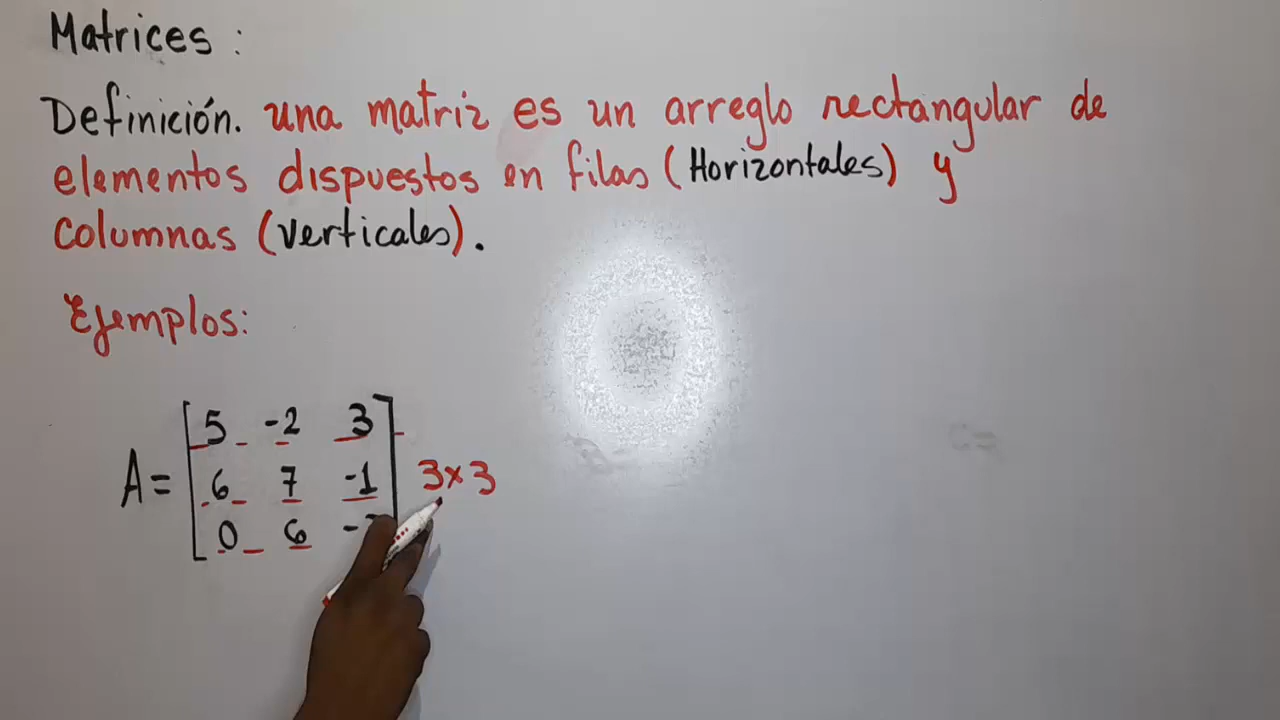 Matrices :
Definición. una matriz es un arreglo rectangular de
elementos dispuestos en filas (Horizontales) y
columnas (verticales).
Ejemplos:
5 -2 3
A = 6 7 -1 3x3
0 6